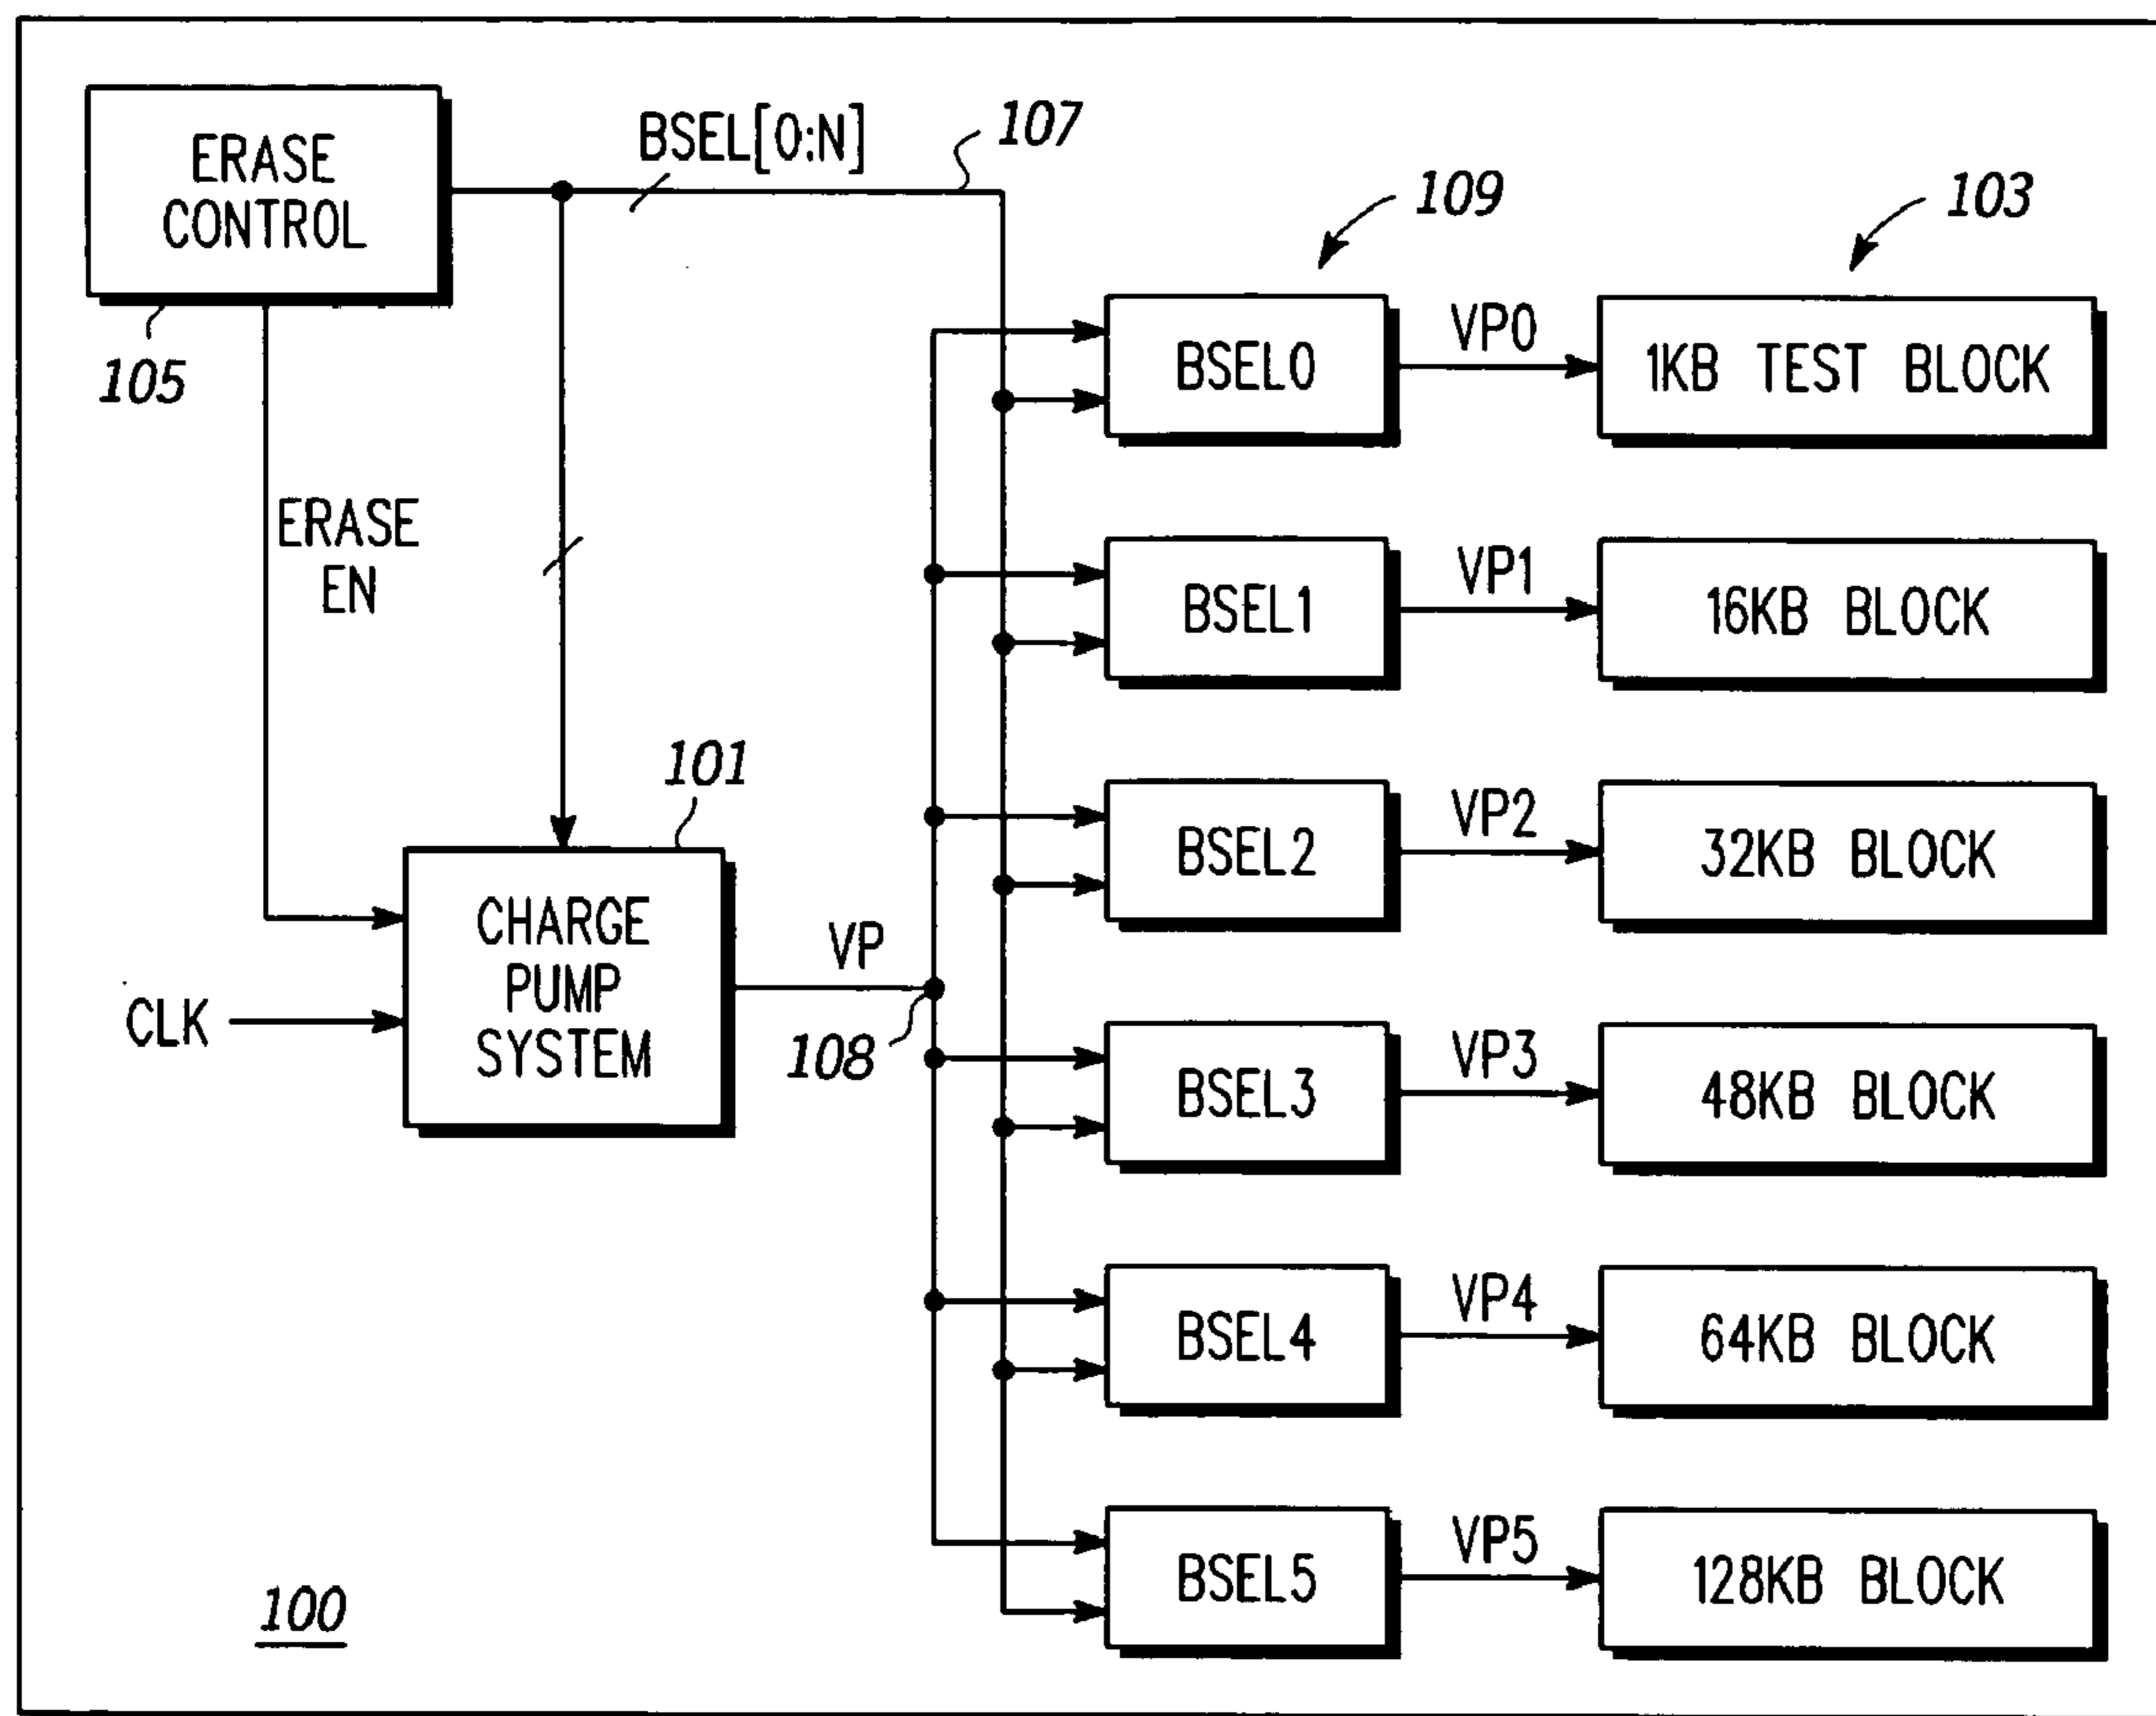 ERASE
CONTROL
105
BSEL[0:N]
107
109
103
ERASE
EN
CHARGE
PUMP
SYSTEM
101
CLK
VP
108
BSEL0
VP0
1KB TEST BLOCK
BSEL1
VP1
16KB BLOCK
BSEL2
VP2
32KB BLOCK
BSEL3
VP3
48KB BLOCK
BSEL4
VP4
64KB BLOCK
BSEL5
VP5
128KB BLOCK
100